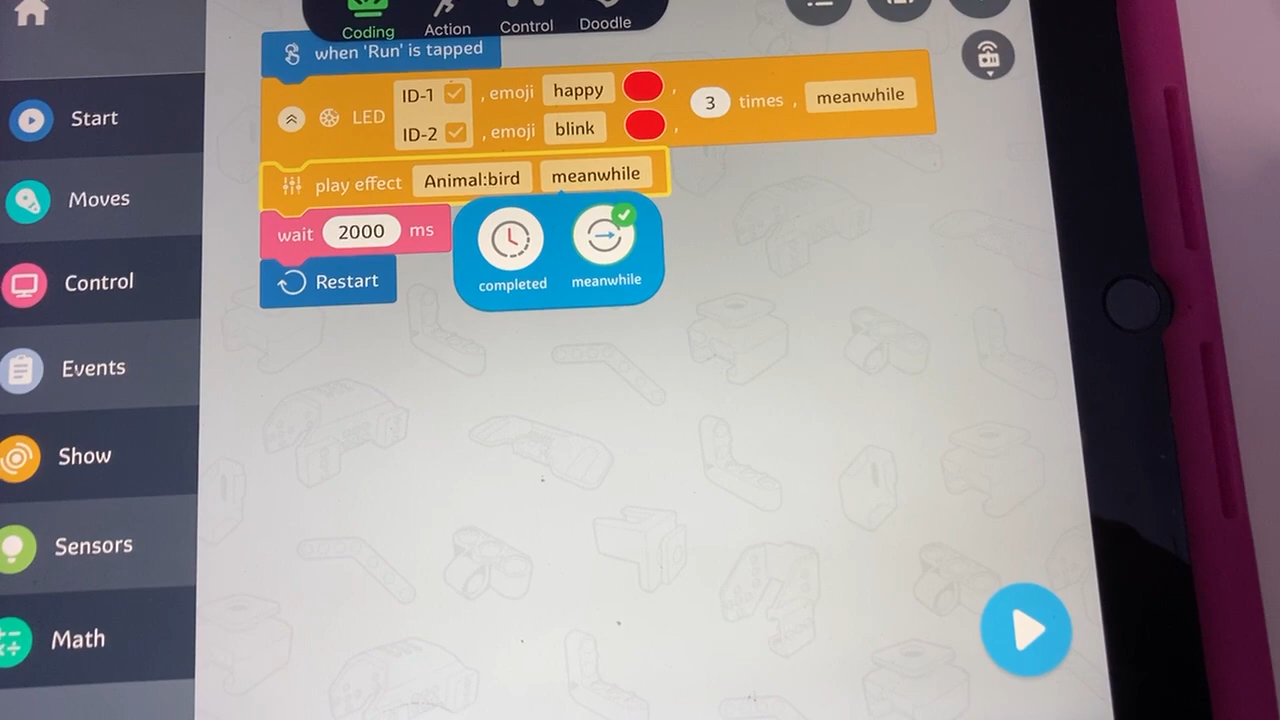 Coding
Action
Control
Doodle
Start
Moves
Control
Events
Show
Sensors
Math
when 'Run' is tapped
LED
ID-1 , emoji happy ,
ID-2 , emoji blink ,
3 times , meanwhile
play effect Animal:bird meanwhile
wait 2000 ms
Restart
completed
meanwhile